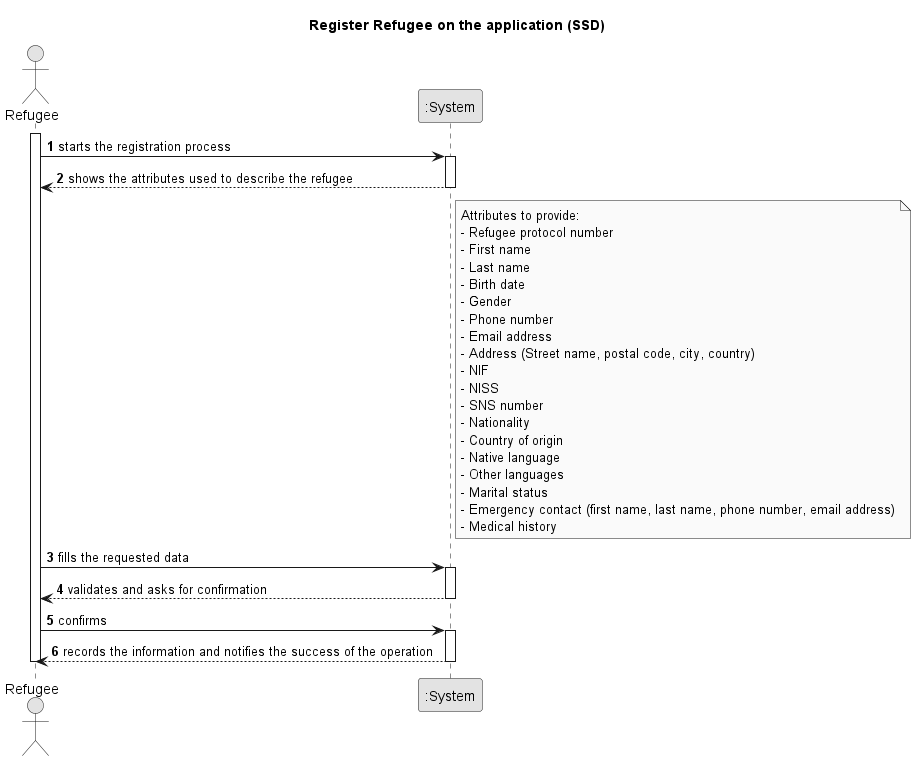 Register Refugee on the application (SSD)
Refugee
:System
1 starts the registration process
2 shows the attributes used to describe the refugee
Attributes to provide:
- Refugee protocol number
- First name
- Last name
- Birth date
- Gender
- Phone number
- Email address
- Address (Street name, postal code, city, country)
- NIF
- NISS
- SNS number
- Nationality
- Country of origin
- Native language
- Other languages
- Marital status
- Emergency contact (first name, last name, phone number, email address)
- Medical history
3 fills the requested data
4 validates and asks for confirmation
5 confirms
6 records the information and notifies the success of the operation
Refugee
:System